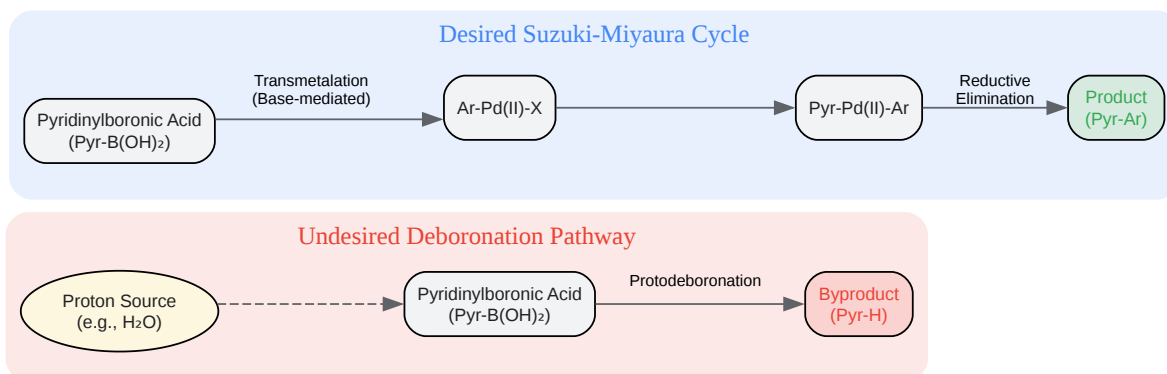 Desired Suzuki-Miyaura Cycle
Transmetalation
(Base-mediated)
Reductive
Elimination
Pyridinylboronic Acid
(Pyr-B(OH)₂)
Ar-Pd(II)-X
Pyr-Pd(II)-Ar
Product
(Pyr-Ar)
Undesired Deboronation Pathway
Proton Source
(e.g., H₂O)
Pyridinylboronic Acid
(Pyr-B(OH)₂)
Protodeboronation
Byproduct
(Pyr-H)